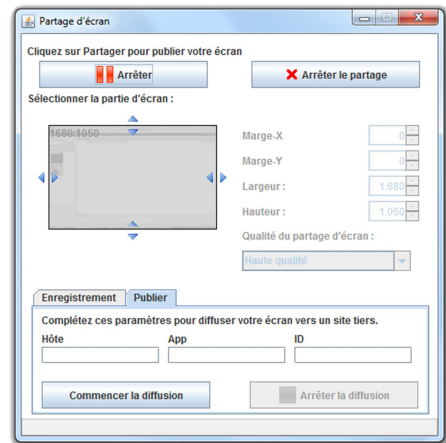 Partage d'écran
Cliquez sur Partager pour publier votre écran
Arrêter
Arrêter le partage
Sélectionner la partie d'écran :
1680:1050
Marge-X 0
Marge-Y 0
Largeur : 1.680
Hauteur : 1.050
Qualité du partage d'écran :
Haute qualité
Enregistrement Publier
Complétez ces paramètres pour diffuser votre écran vers un site tiers.
Hôte App ID
Commencer la diffusion Arrêter la diffusion